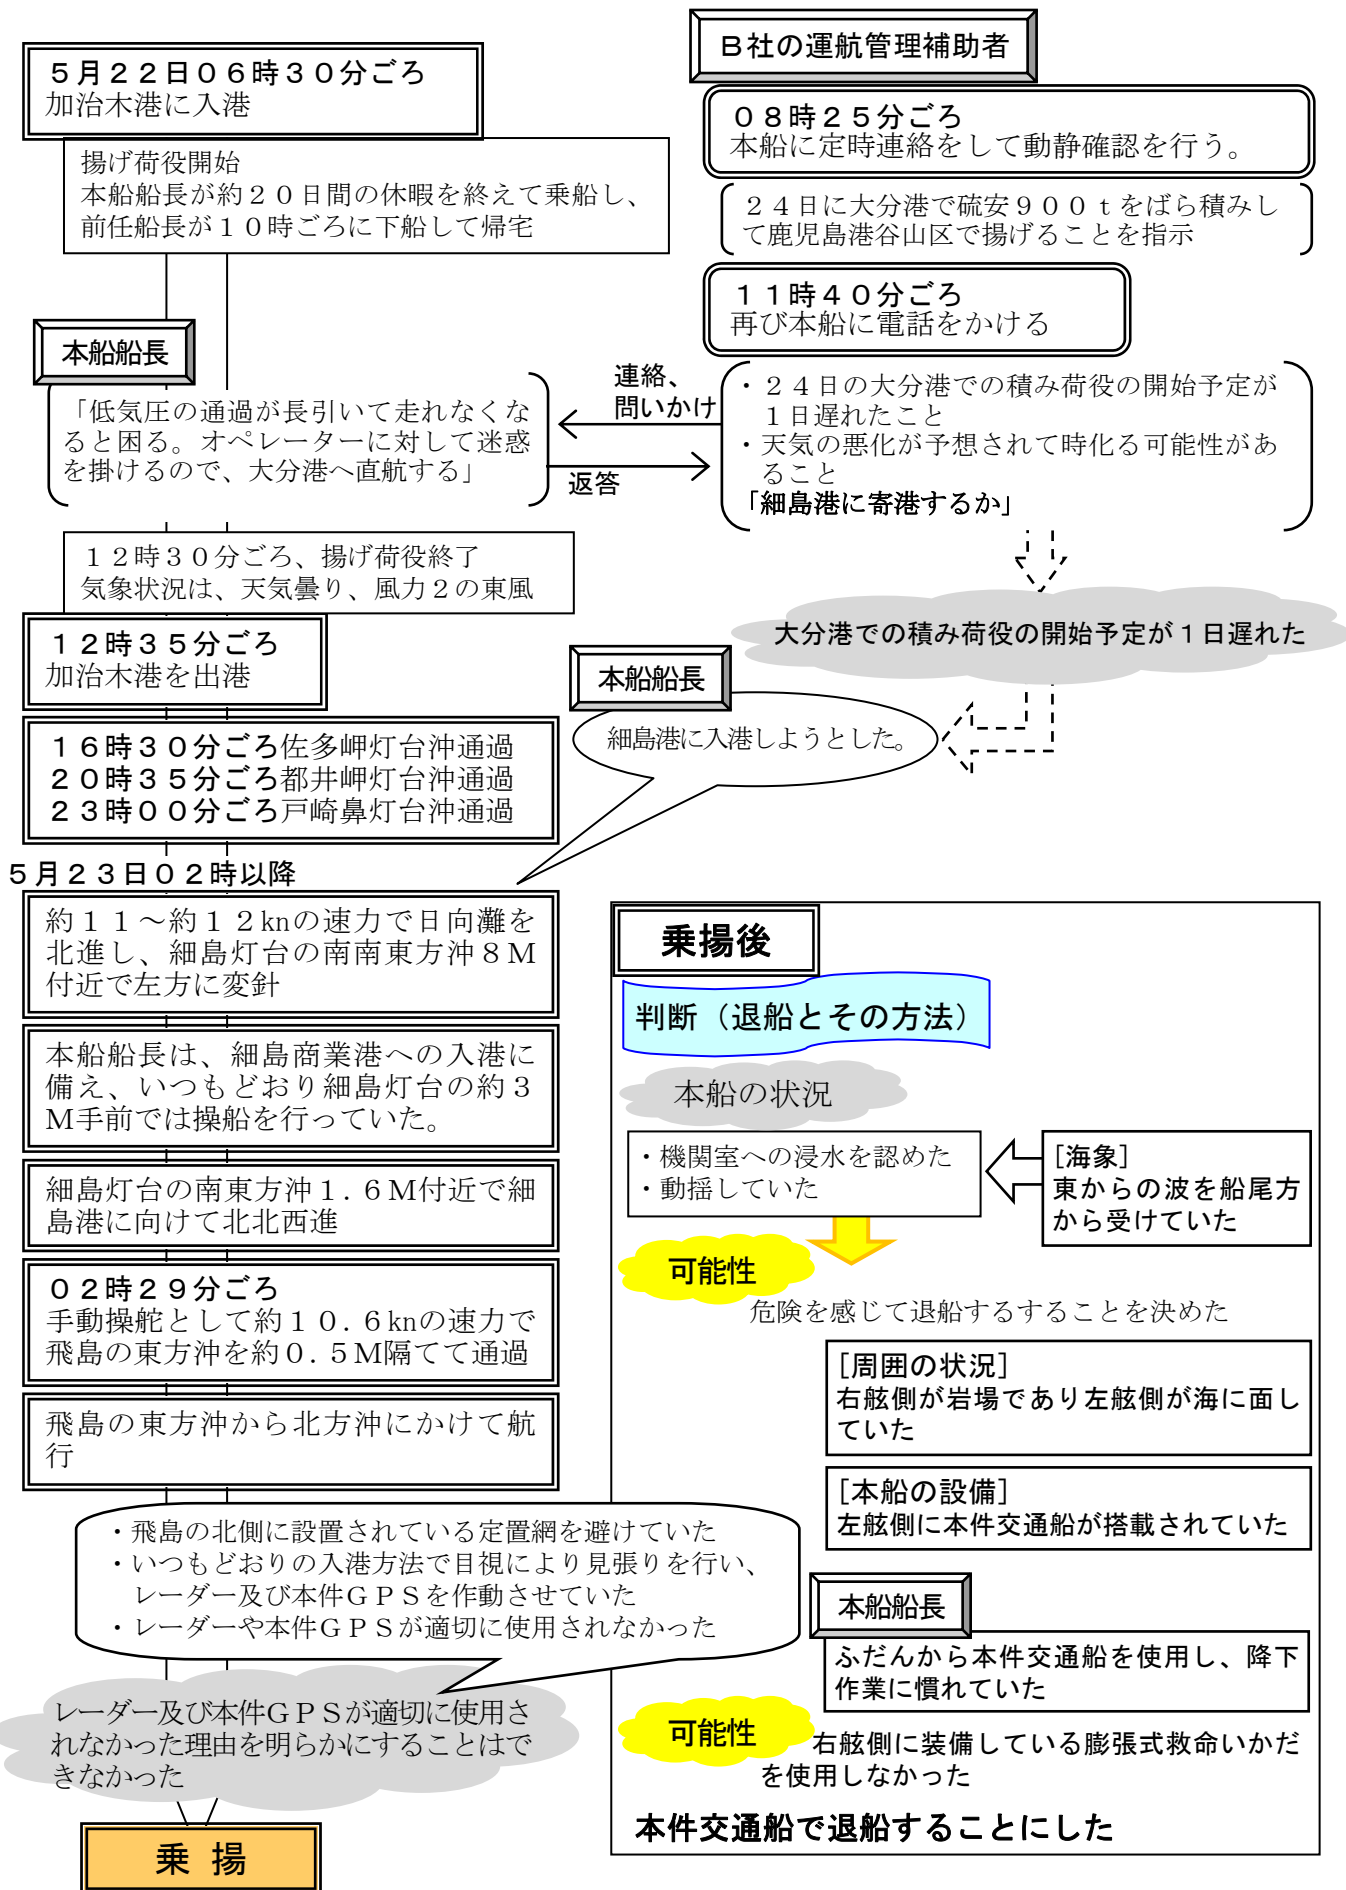 ５月２２日０６時３０分ごろ
加治木港に入港
揚げ荷役開始
本船船長が約２０日間の休暇を終えて乗船し、
前任船長が１０時ごろに下船して帰宅
Ｂ社の運航管理補助者
０８時２５分ごろ
本船に定時連絡をして動静確認を行う。
２４日に大分港で硫安９００ｔをばら積みし
て鹿児島港谷山区で揚げることを指示
１１時４０分ごろ
再び本船に電話をかける
本船船長
「低気圧の通過が長引いて走れなくな
ると困る。オペレーターに対して迷惑
を掛けるので、大分港へ直航する」
連絡、
問いかけ
返答
・２４日の大分港での積み荷役の開始予定が
１日遅れたこと
・天気の悪化が予想されて時化る可能性があ
ること
「細島港に寄港するか」
１２時３０分ごろ、揚げ荷役終了
気象状況は、天気曇り、風力２の東風
１２時３５分ごろ
加治木港を出港
大分港での積み荷役の開始予定が１日遅れた
本船船長
細島港に入港しようとした。
１６時３０分ごろ佐多岬灯台沖通過
２０時３５分ごろ都井岬灯台沖通過
２３時００分ごろ戸崎鼻灯台沖通過
５月２３日０２時以降
約１１～約１２㏏の速力で日向灘を
北進し、細島灯台の南南東方沖８Ｍ
付近で左方に変針
本船船長は、細島商業港への入港に
備え、いつもどおり細島灯台の約３
Ｍ手前では操船を行っていた。
細島灯台の南東方沖１．６Ｍ付近で細
島港に向けて北北西進
０２時２９分ごろ
手動操舵として約１０．６㏏の速力で
飛島の東方沖を約０．５Ｍ隔てて通過
飛島の東方沖から北方沖にかけて航
行
・飛島の北側に設置されている定置網を避けていた
・いつもどおりの入港方法で目視により見張りを行い、
レーダー及び本件ＧＰＳを作動させていた
・レーダーや本件ＧＰＳが適切に使用されなかった
レーダー及び本件ＧＰＳが適切に使用さ
れなかった理由を明らかにすることはで
きなかった
乗 揚
乗揚後
判断（退船とその方法）
本船の状況
・機関室への浸水を認めた
・動揺していた
［海象］
東からの波を船尾方
から受けていた
可能性
危険を感じて退船するすることを決めた
［周囲の状況］
右舷側が岩場であり左舷側が海に面し
ていた
［本船の設備］
左舷側に本件交通船が搭載されていた
本船船長
ふだんから本件交通船を使用し、降下
作業に慣れていた
可能性
右舷側に装備している膨張式救命いかだ
を使用しなかった
本件交通船で退船することにした